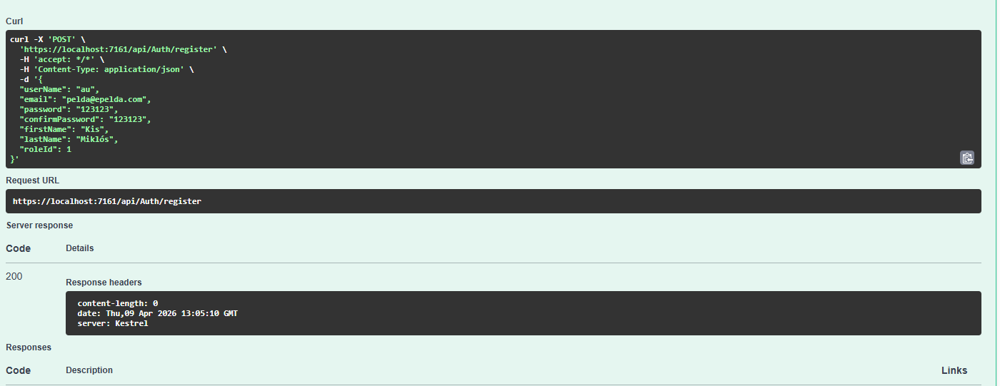 Curl
curl -X 'POST' \
'https://localhost:7161/api/Auth/register' \
-H 'accept: */*' \
-H 'Content-Type: application/json' \
-d '{
"userName": "au",
"email": "pelda@epelda.com",
"password": "123123",
"confirmPassword": "123123",
"firstName": "Kis",
"lastName": "Miklós",
"roleId": 1
}'
Request URL
https://localhost:7161/api/Auth/register
Server response
Code Details
200
Response headers
content-length: 0
date: Thu,09 Apr 2026 13:05:10 GMT
server: Kestrel
Responses
Code Description Links